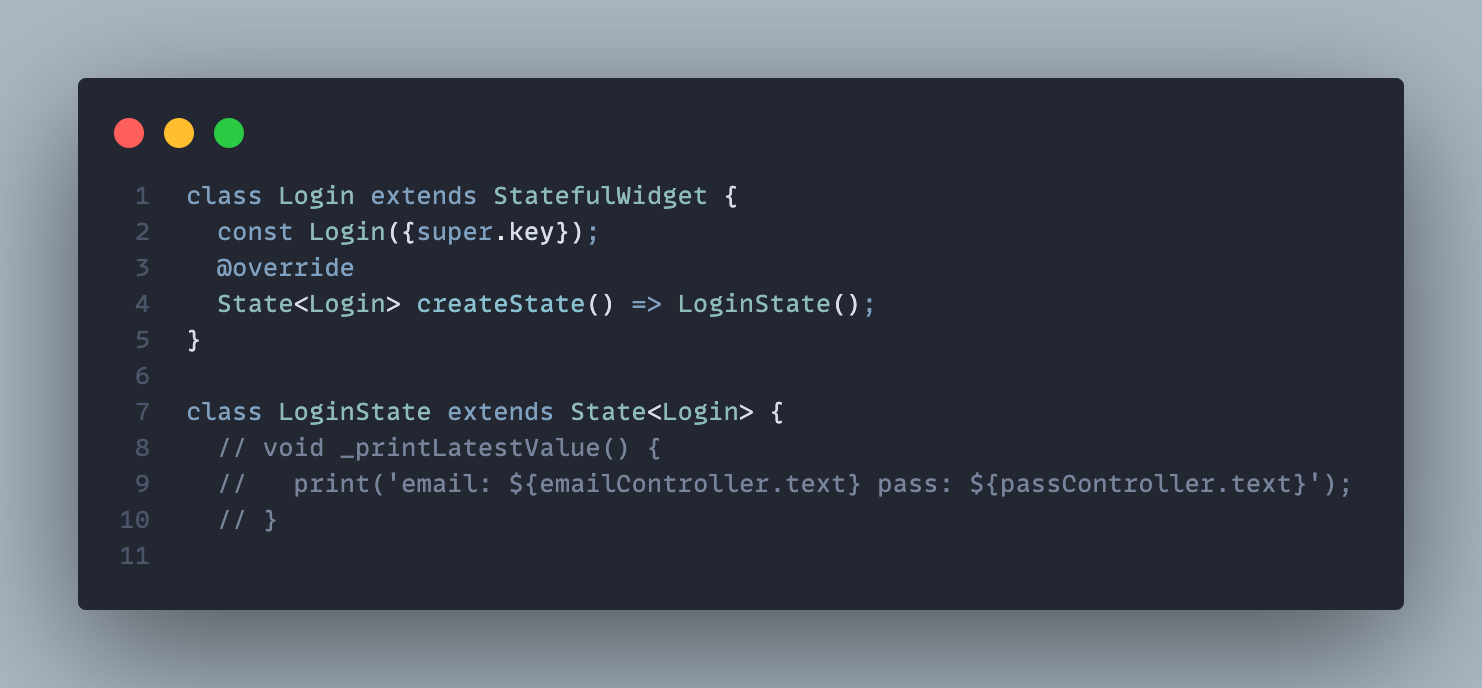 1 class Login extends StatefulWidget {
2   const Login({super.key});
3   @override
4   State<Login> createState() => LoginState();
5 }
6
7 class LoginState extends State<Login> {
8   // void _printLatestValue() {
9   //   print('email: ${emailController.text} pass: ${passController.text}');
10   // }
11